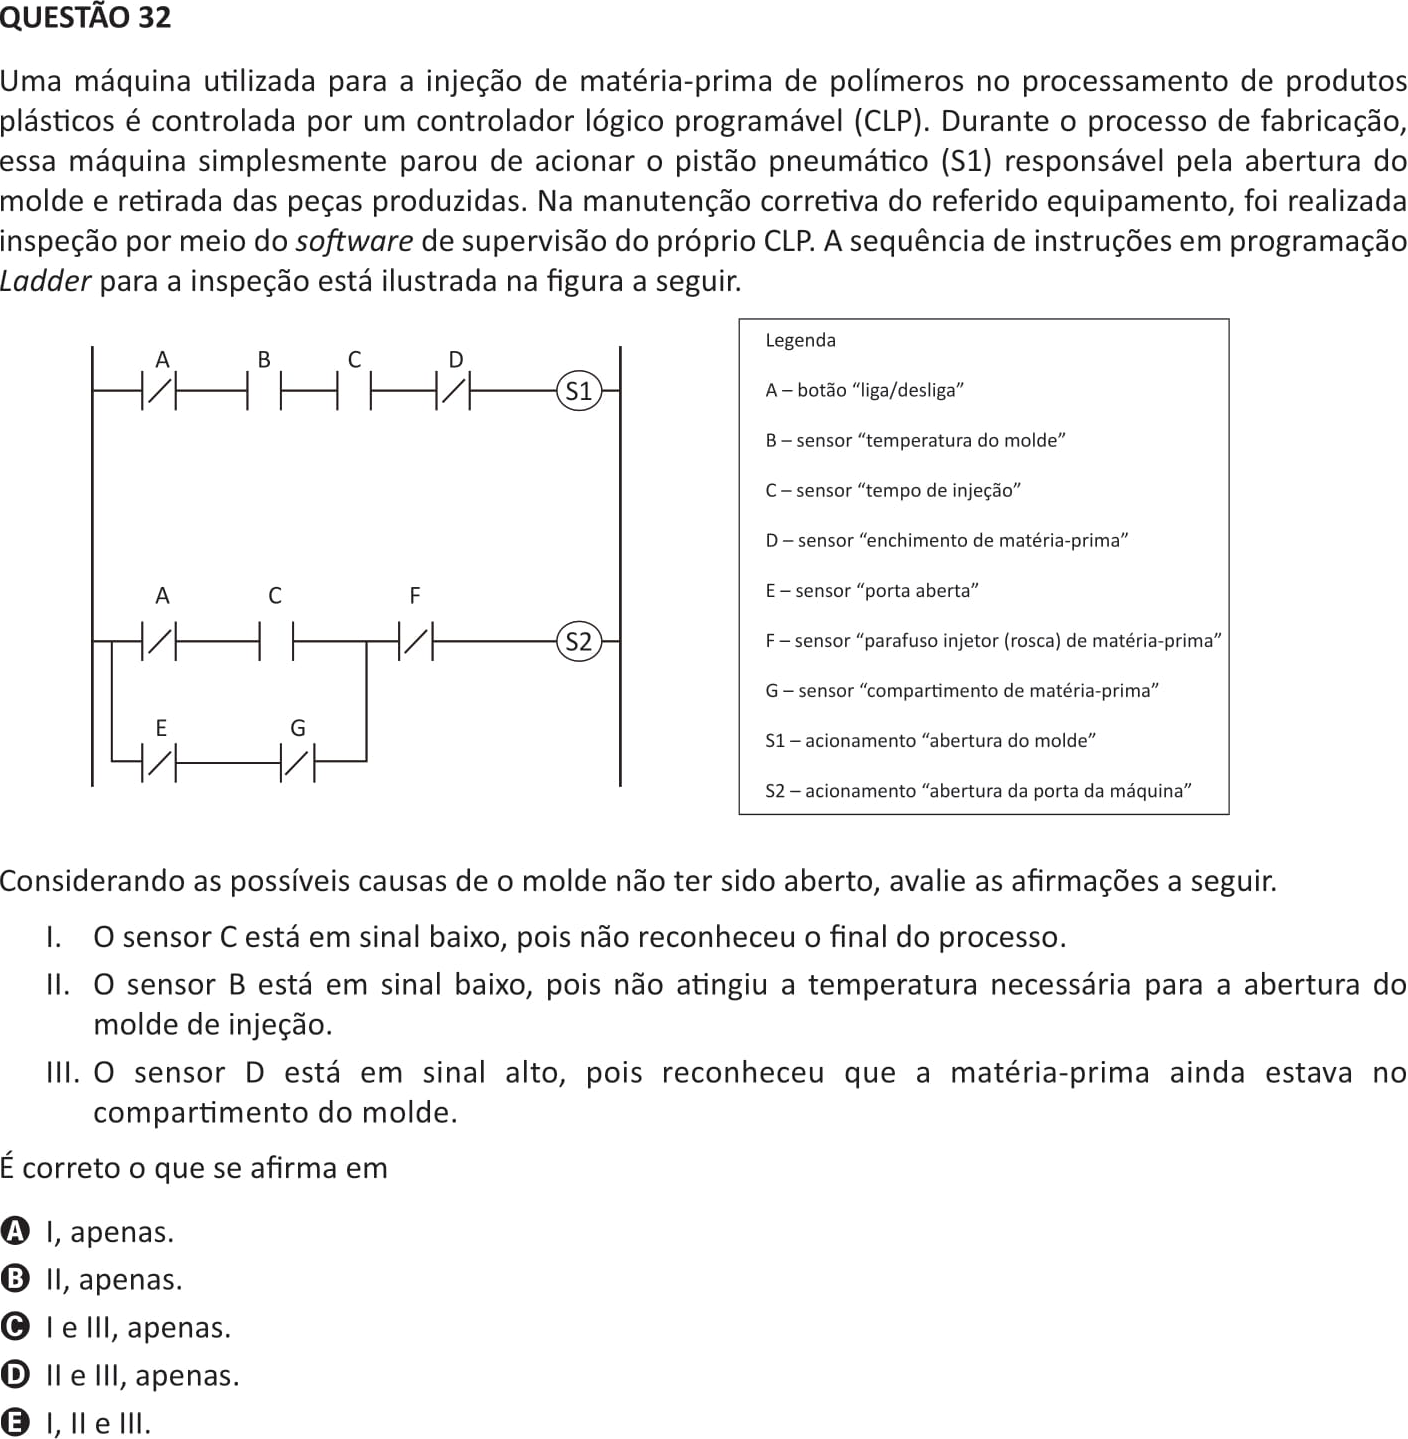 QUESTÃO 32
Uma máquina utilizada para a injeção de matéria-prima de polímeros no processamento de produtos
plásticos é controlada por um controlador lógico programável (CLP). Durante o processo de fabricação,
essa máquina simplesmente parou de acionar o pistão pneumático (S1) responsável pela abertura do
molde e retirada das peças produzidas. Na manutenção corretiva do referido equipamento, foi realizada
inspeção por meio do software de supervisão do próprio CLP. A sequência de instruções em programação
Ladder para a inspeção está ilustrada na figura a seguir.
A B C D
S1
A C F
S2
E G
Legenda
A – botão “liga/desliga”
B – sensor “temperatura do molde”
C – sensor “tempo de injeção”
D – sensor “enchimento de matéria-prima”
E – sensor “porta aberta”
F – sensor “parafuso injetor (rosca) de matéria-prima”
G – sensor “compartimento de matéria-prima”
S1 – acionamento “abertura do molde”
S2 – acionamento “abertura da porta da máquina”
Considerando as possíveis causas de o molde não ter sido aberto, avalie as afirmações a seguir.
I. O sensor C está em sinal baixo, pois não reconheceu o final do processo.
II. O sensor B está em sinal baixo, pois não atingiu a temperatura necessária para a abertura do
molde de injeção.
III. O sensor D está em sinal alto, pois reconheceu que a matéria-prima ainda estava no
compartimento do molde.
É correto o que se afirma em
A I, apenas.
B II, apenas.
C I e III, apenas.
D II e III, apenas.
E I, II e III.